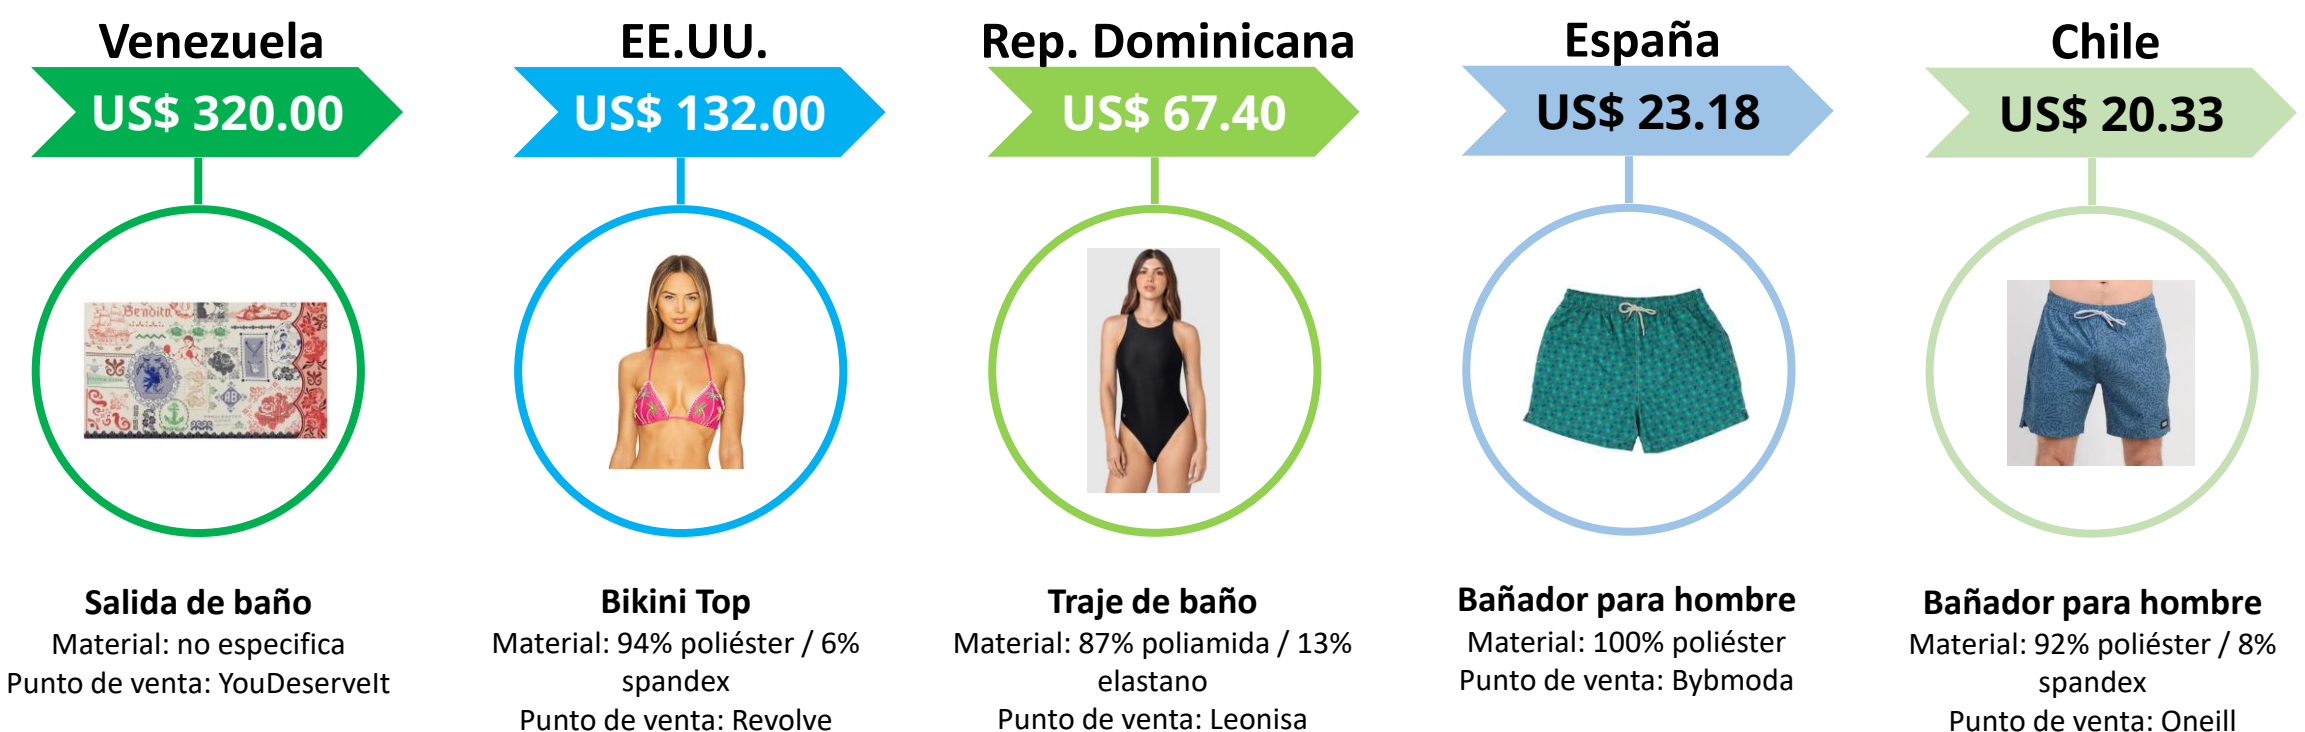 Venezuela
US$ 320.00
Bendita
AB
Salida de baño
Material: no especifica
Punto de venta: YouDeserveIt
EE.UU.
US$ 132.00
Bikini Top
Material: 94% poliéster / 6%
spandex
Punto de venta: Revolve
Rep. Dominicana
US$ 67.40
Traje de baño
Material: 87% poliamida / 13%
elastano
Punto de venta: Leonisa
España
US$ 23.18
Bañador para hombre
Material: 100% poliéster
Punto de venta: Bybmoda
Chile
US$ 20.33
Bañador para hombre
Material: 92% poliéster / 8%
spandex
Punto de venta: Oneill